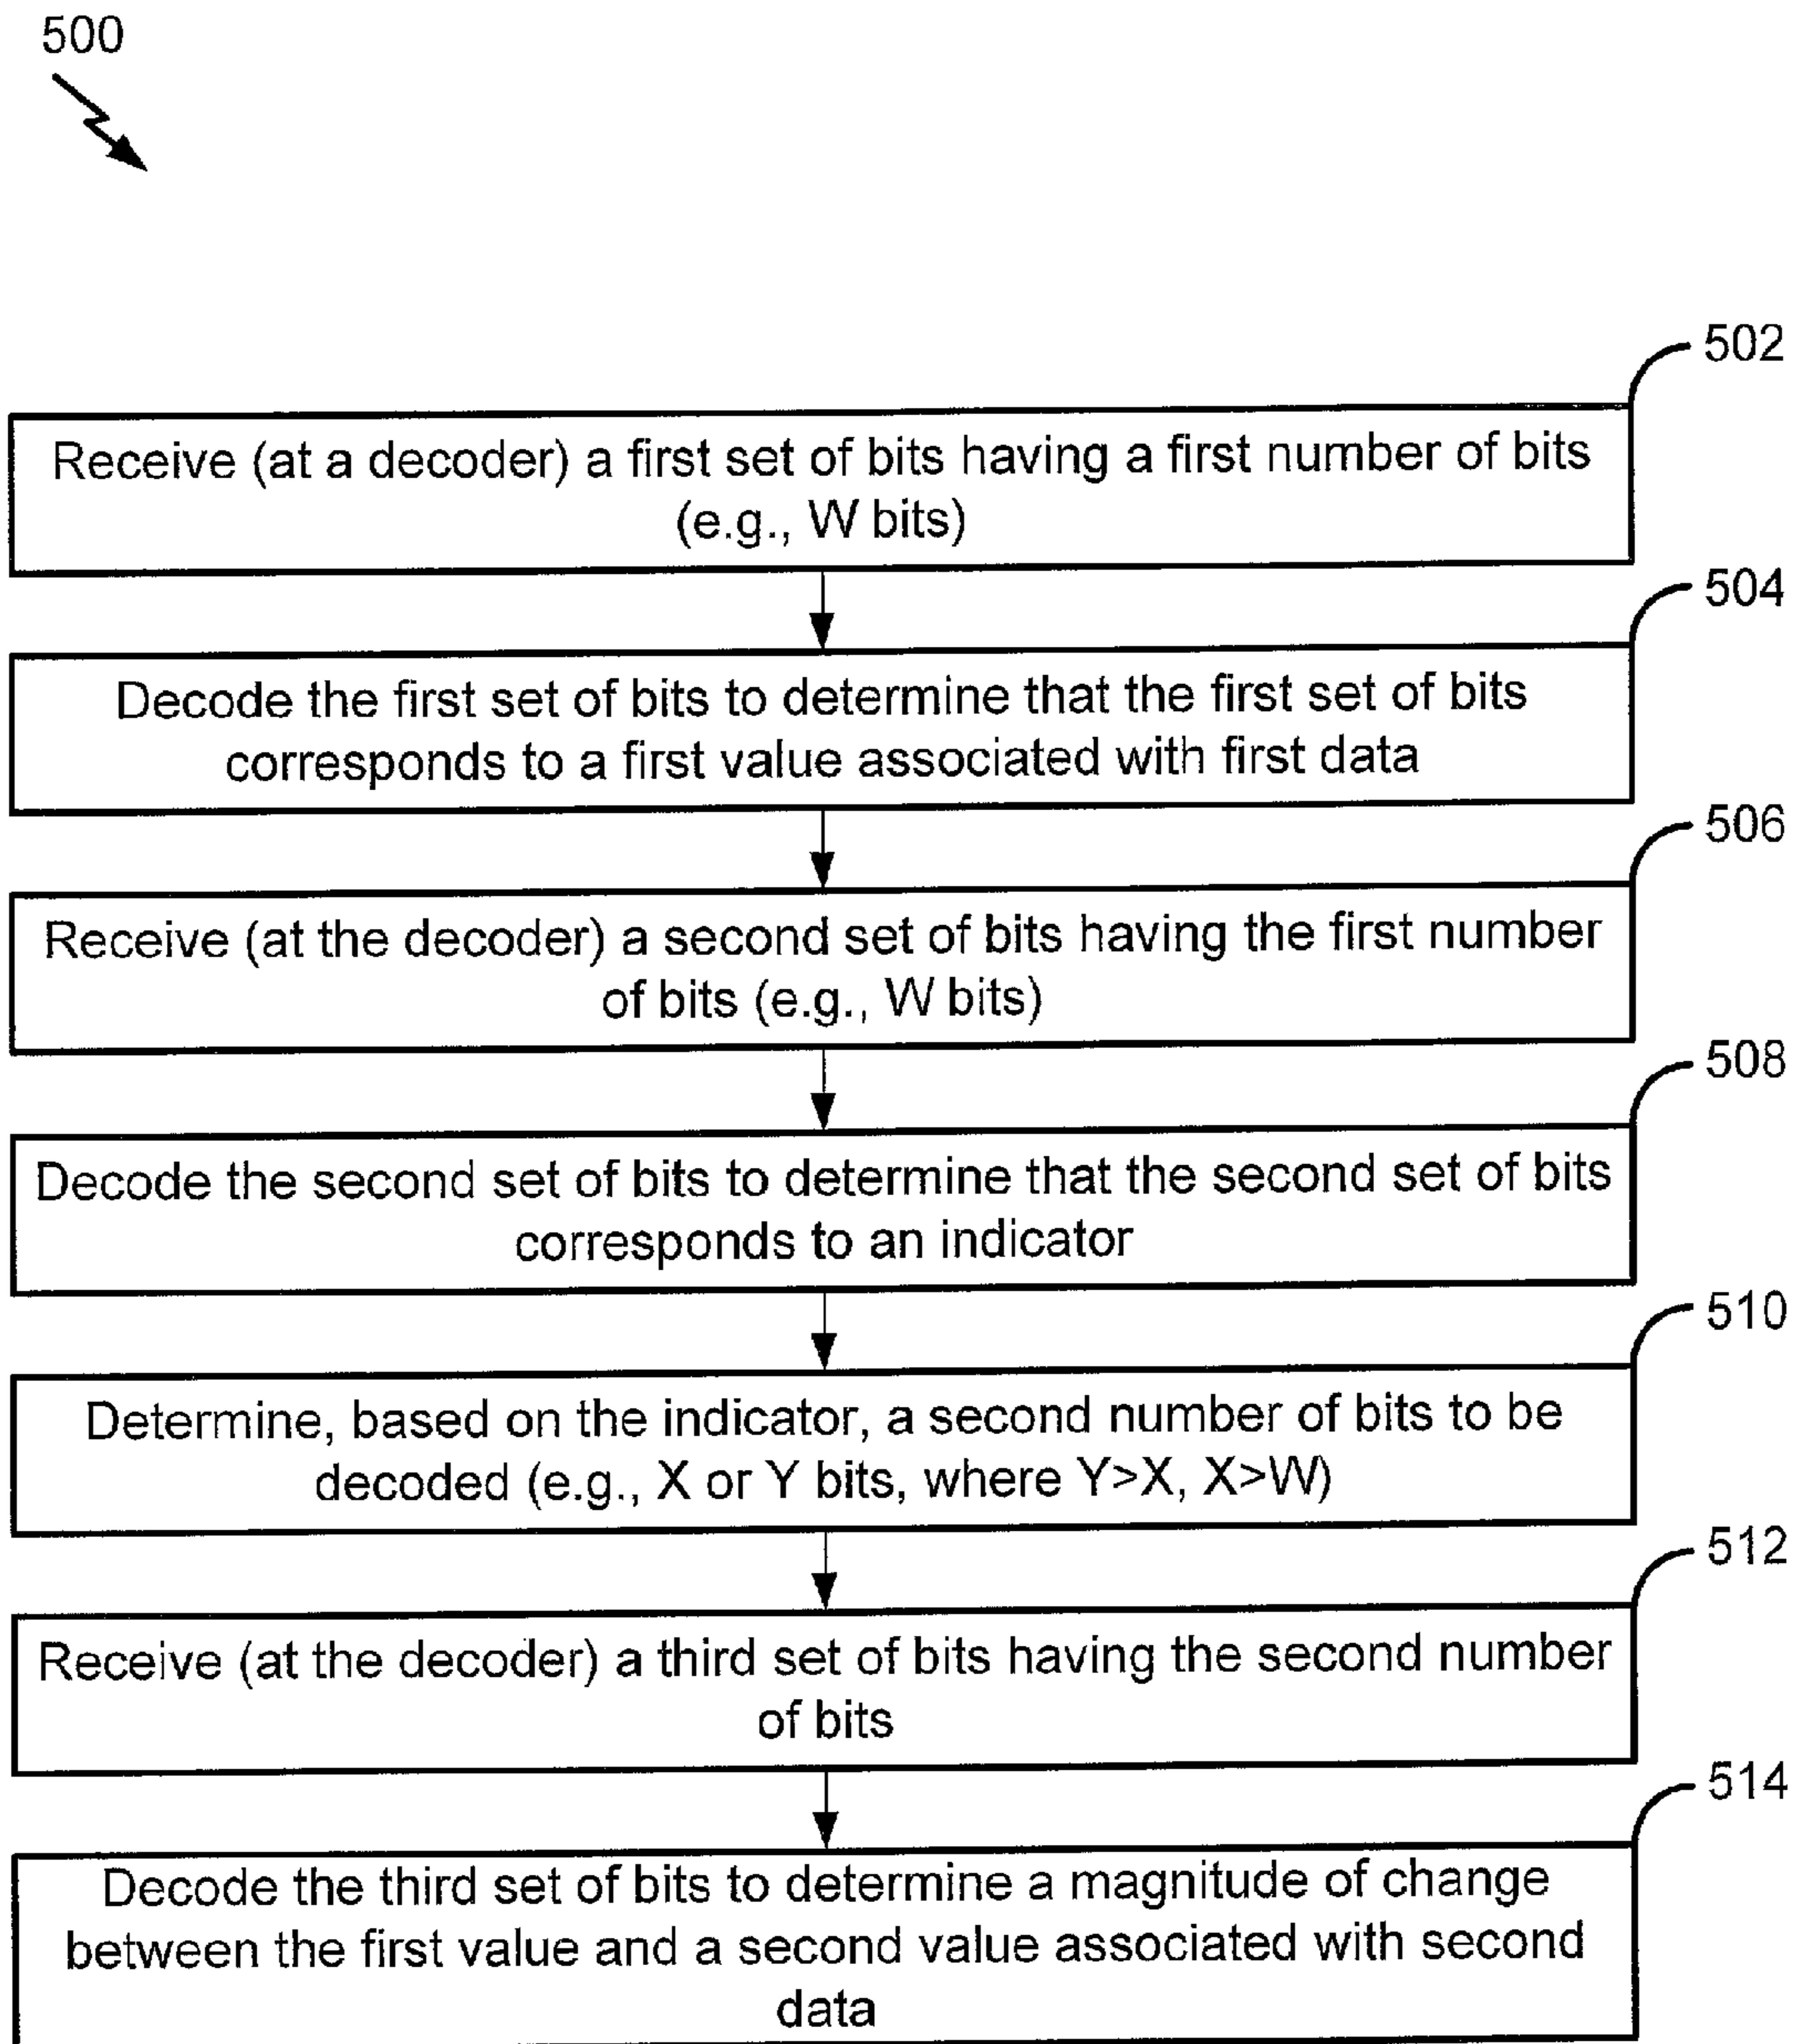 500
502
Receive (at a decoder) a first set of bits having a first number of bits
(e.g., W bits)
504
Decode the first set of bits to determine that the first set of bits
corresponds to a first value associated with first data
506
Receive (at the decoder) a second set of bits having the first number
of bits (e.g., W bits)
508
Decode the second set of bits to determine that the second set of bits
corresponds to an indicator
510
Determine, based on the indicator, a second number of bits to be
decoded (e.g., X or Y bits, where Y>X, X>W)
512
Receive (at the decoder) a third set of bits having the second number
of bits
514
Decode the third set of bits to determine a magnitude of change
between the first value and a second value associated with second
data